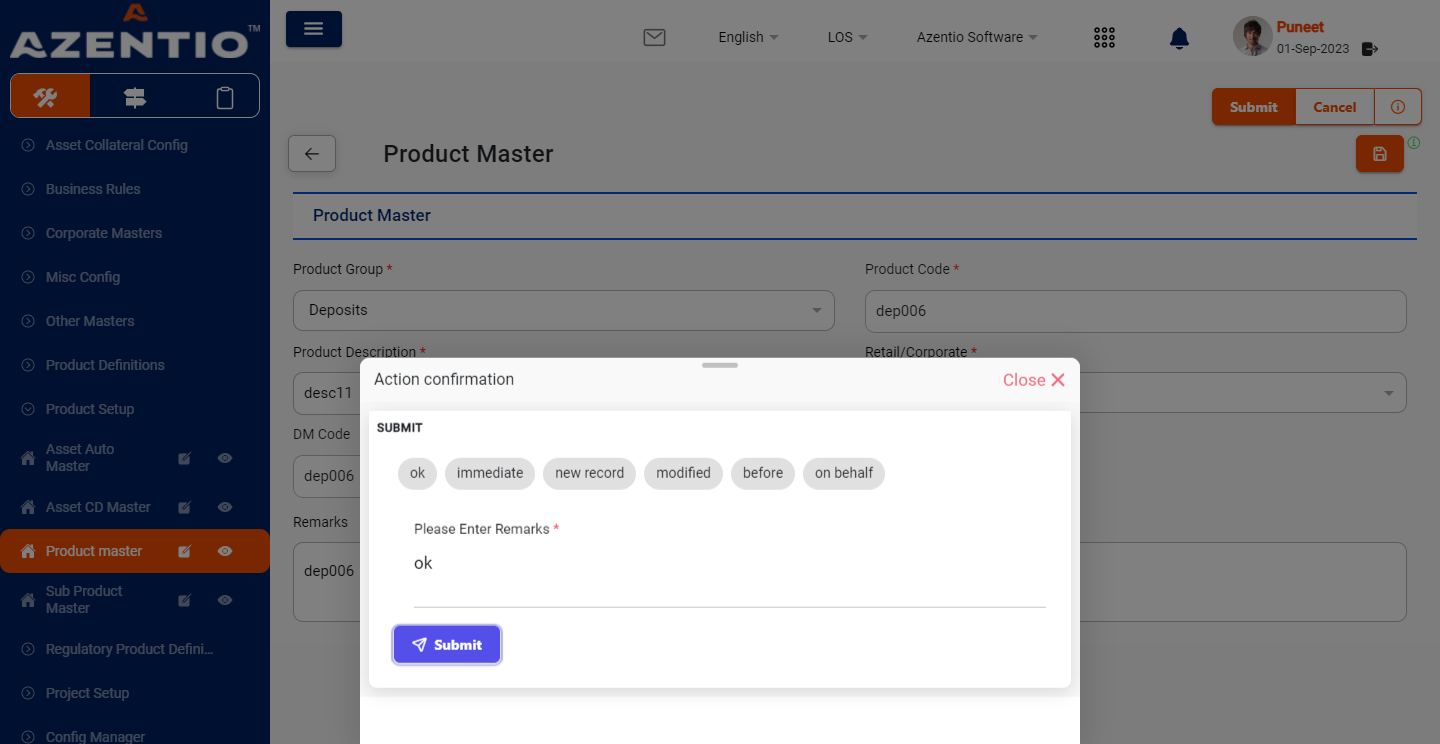 AZENTIO TM
English
LOS
Azentio Software
Puneet
01-Sep-2023
Submit
Cancel
Asset Collateral Config
Business Rules
Corporate Masters
Misc Config
Other Masters
Product Definitions
Product Setup
Asset Auto
Master
Asset CD Master
Product master
Sub Product
Master
Regulatory Product Defini...
Project Setup
Config Manager
Product Master
Product Master
Product Group *
Deposits
Product Code *
dep006
Product Description *
desc11
Retail/Corporate *
DM Code
dep006
Remarks
dep006
Action confirmation
Close
SUBMIT
ok
immediate
new record
modified
before
on behalf
Please Enter Remarks *
ok
Submit